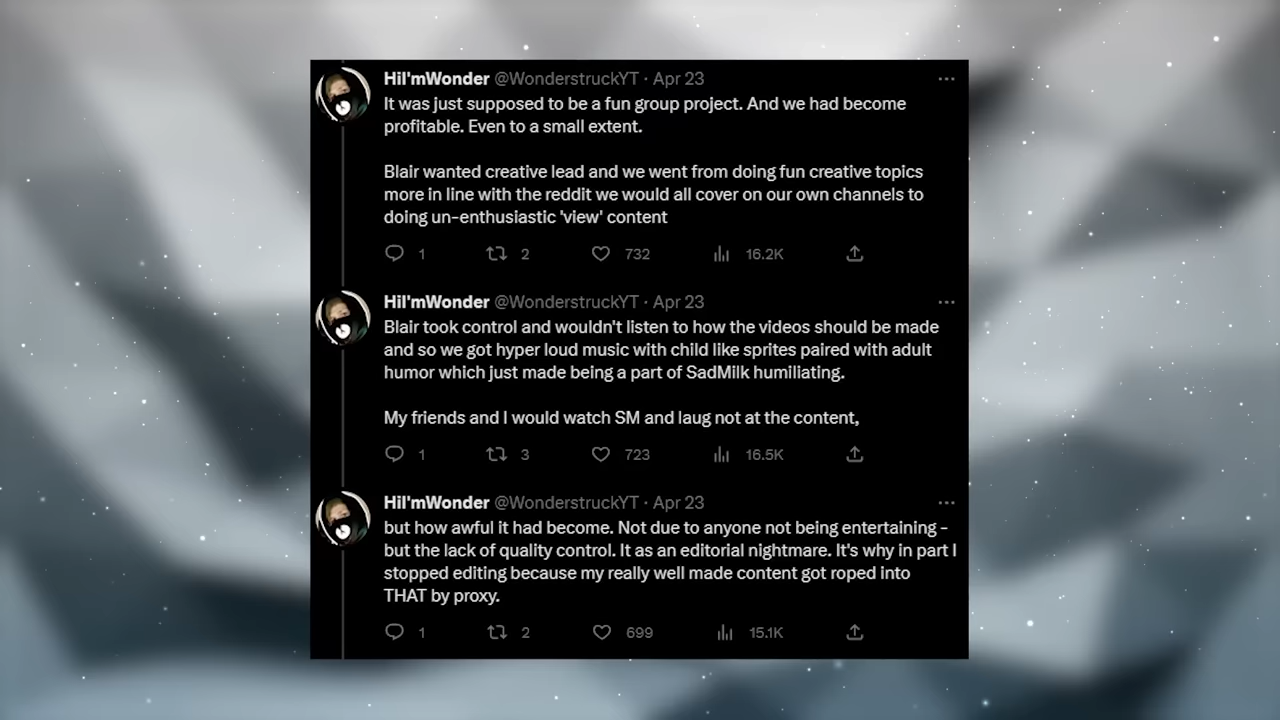 HiI'mWonder @WonderstruckYT · Apr 23
It was just supposed to be a fun group project. And we had become
profitable. Even to a small extent.
Blair wanted creative lead and we went from doing fun creative topics
more in line with the reddit we would all cover on our own channels to
doing un-enthusiastic 'view' content
1 2 732 16.2K
HiI'mWonder @WonderstruckYT · Apr 23
Blair took control and wouldn't listen to how the videos should be made
and so we got hyper loud music with child like sprites paired with adult
humor which just made being a part of SadMilk humiliating.
My friends and I would watch SM and laug not at the content,
1 3 723 16.5K
HiI'mWonder @WonderstruckYT · Apr 23
but how awful it had become. Not due to anyone not being entertaining -
but the lack of quality control. It as an editorial nightmare. It's why in part I
stopped editing because my really well made content got roped into
THAT by proxy.
1 2 699 15.1K